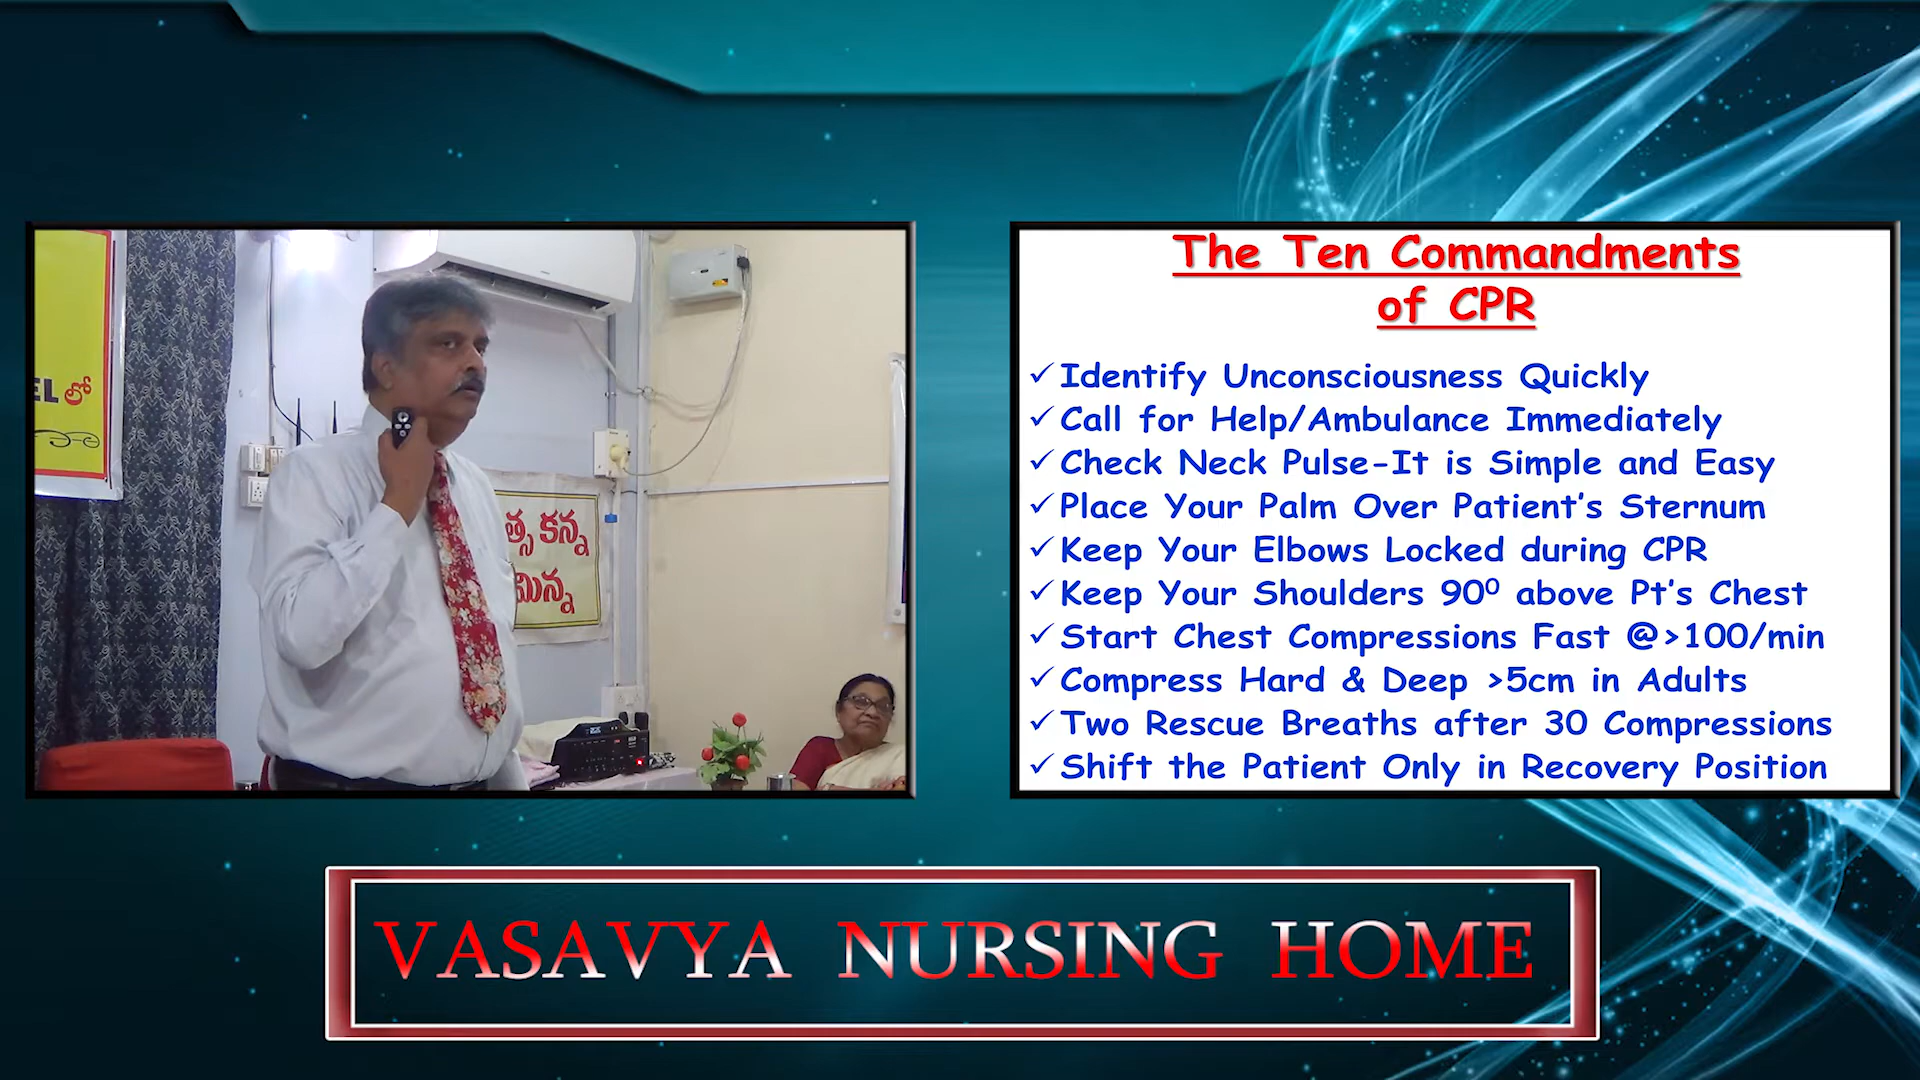 EL లో
త్స కన్న
మిన్న
The Ten Commandments
of CPR
✓ Identify Unconsciousness Quickly
✓ Call for Help/Ambulance Immediately
✓ Check Neck Pulse-It is Simple and Easy
✓ Place Your Palm Over Patient's Sternum
✓ Keep Your Elbows Locked during CPR
✓ Keep Your Shoulders 90⁰ above Pt's Chest
✓ Start Chest Compressions Fast @>100/min
✓ Compress Hard & Deep >5cm in Adults
✓ Two Rescue Breaths after 30 Compressions
✓ Shift the Patient Only in Recovery Position
VASAVYA NURSING HOME